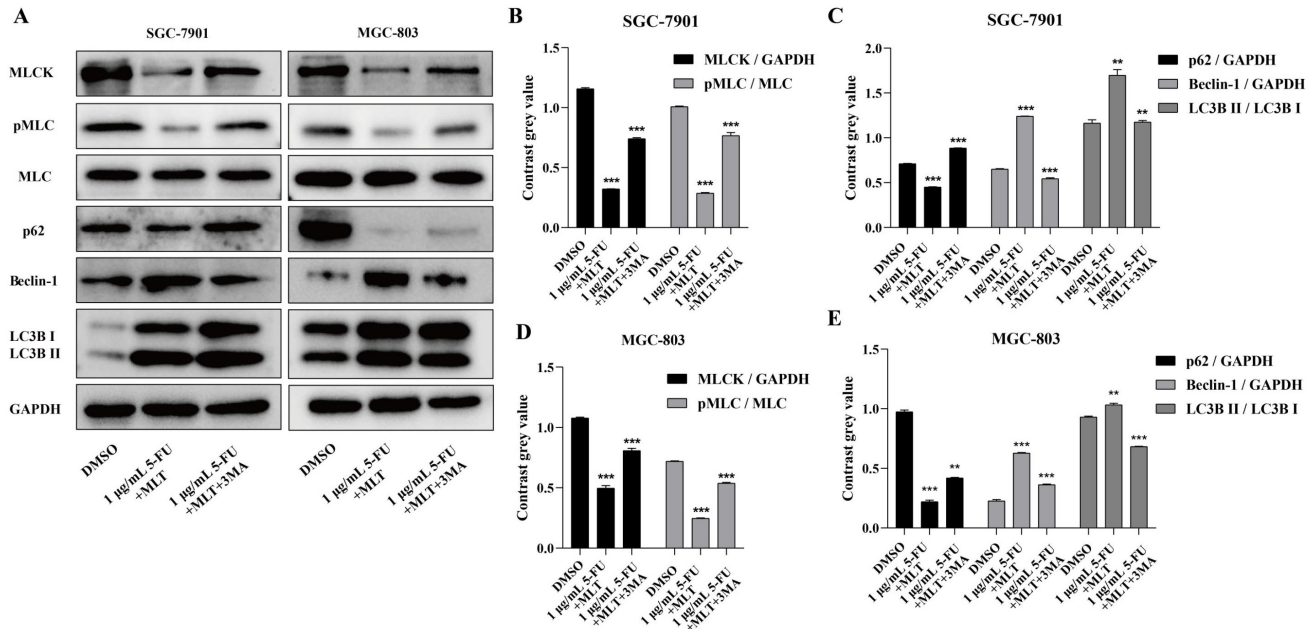 A
SGC-7901
MGC-803
MLCK
pMLC
MLC
p62
Beclin-1
LC3B I
LC3B II
GAPDH
DMSO
1 μg/mL 5-FU
+MLT
1 μg/mL 5-FU
+MLT+3MA
DMSO
1 μg/mL 5-FU
+MLT
1 μg/mL 5-FU
+MLT+3MA
B
SGC-7901
Contrast grey value
1.5
1.0
0.5
0.0
MLCK / GAPDH
pMLC / MLC
***
***
***
***
DMSO
1 μg/mL 5-FU
+MLT
1 μg/mL 5-FU
+MLT+3MA
DMSO
1 μg/mL 5-FU
+MLT
1 μg/mL 5-FU
+MLT+3MA
C
SGC-7901
Contrast grey value
2.0
1.5
1.0
0.5
0.0
p62 / GAPDH
Beclin-1 / GAPDH
LC3B II / LC3B I
***
***
***
***
**
**
DMSO
1 μg/mL 5-FU
+MLT
1 μg/mL 5-FU
+MLT+3MA
DMSO
1 μg/mL 5-FU
+MLT
1 μg/mL 5-FU
+MLT+3MA
DMSO
1 μg/mL 5-FU
+MLT
1 μg/mL 5-FU
+MLT+3MA
D
MGC-803
Contrast grey value
1.5
1.0
0.5
0.0
MLCK / GAPDH
pMLC / MLC
***
***
***
***
DMSO
1 μg/mL 5-FU
+MLT
1 μg/mL 5-FU
+MLT+3MA
DMSO
1 μg/mL 5-FU
+MLT
1 μg/mL 5-FU
+MLT+3MA
E
MGC-803
Contrast grey value
1.5
1.0
0.5
0.0
p62 / GAPDH
Beclin-1 / GAPDH
LC3B II / LC3B I
***
**
***
***
**
***
DMSO
1 μg/mL 5-FU
+MLT
1 μg/mL 5-FU
+MLT+3MA
DMSO
1 μg/mL 5-FU
+MLT
1 μg/mL 5-FU
+MLT+3MA
DMSO
1 μg/mL 5-FU
+MLT
1 μg/mL 5-FU
+MLT+3MA